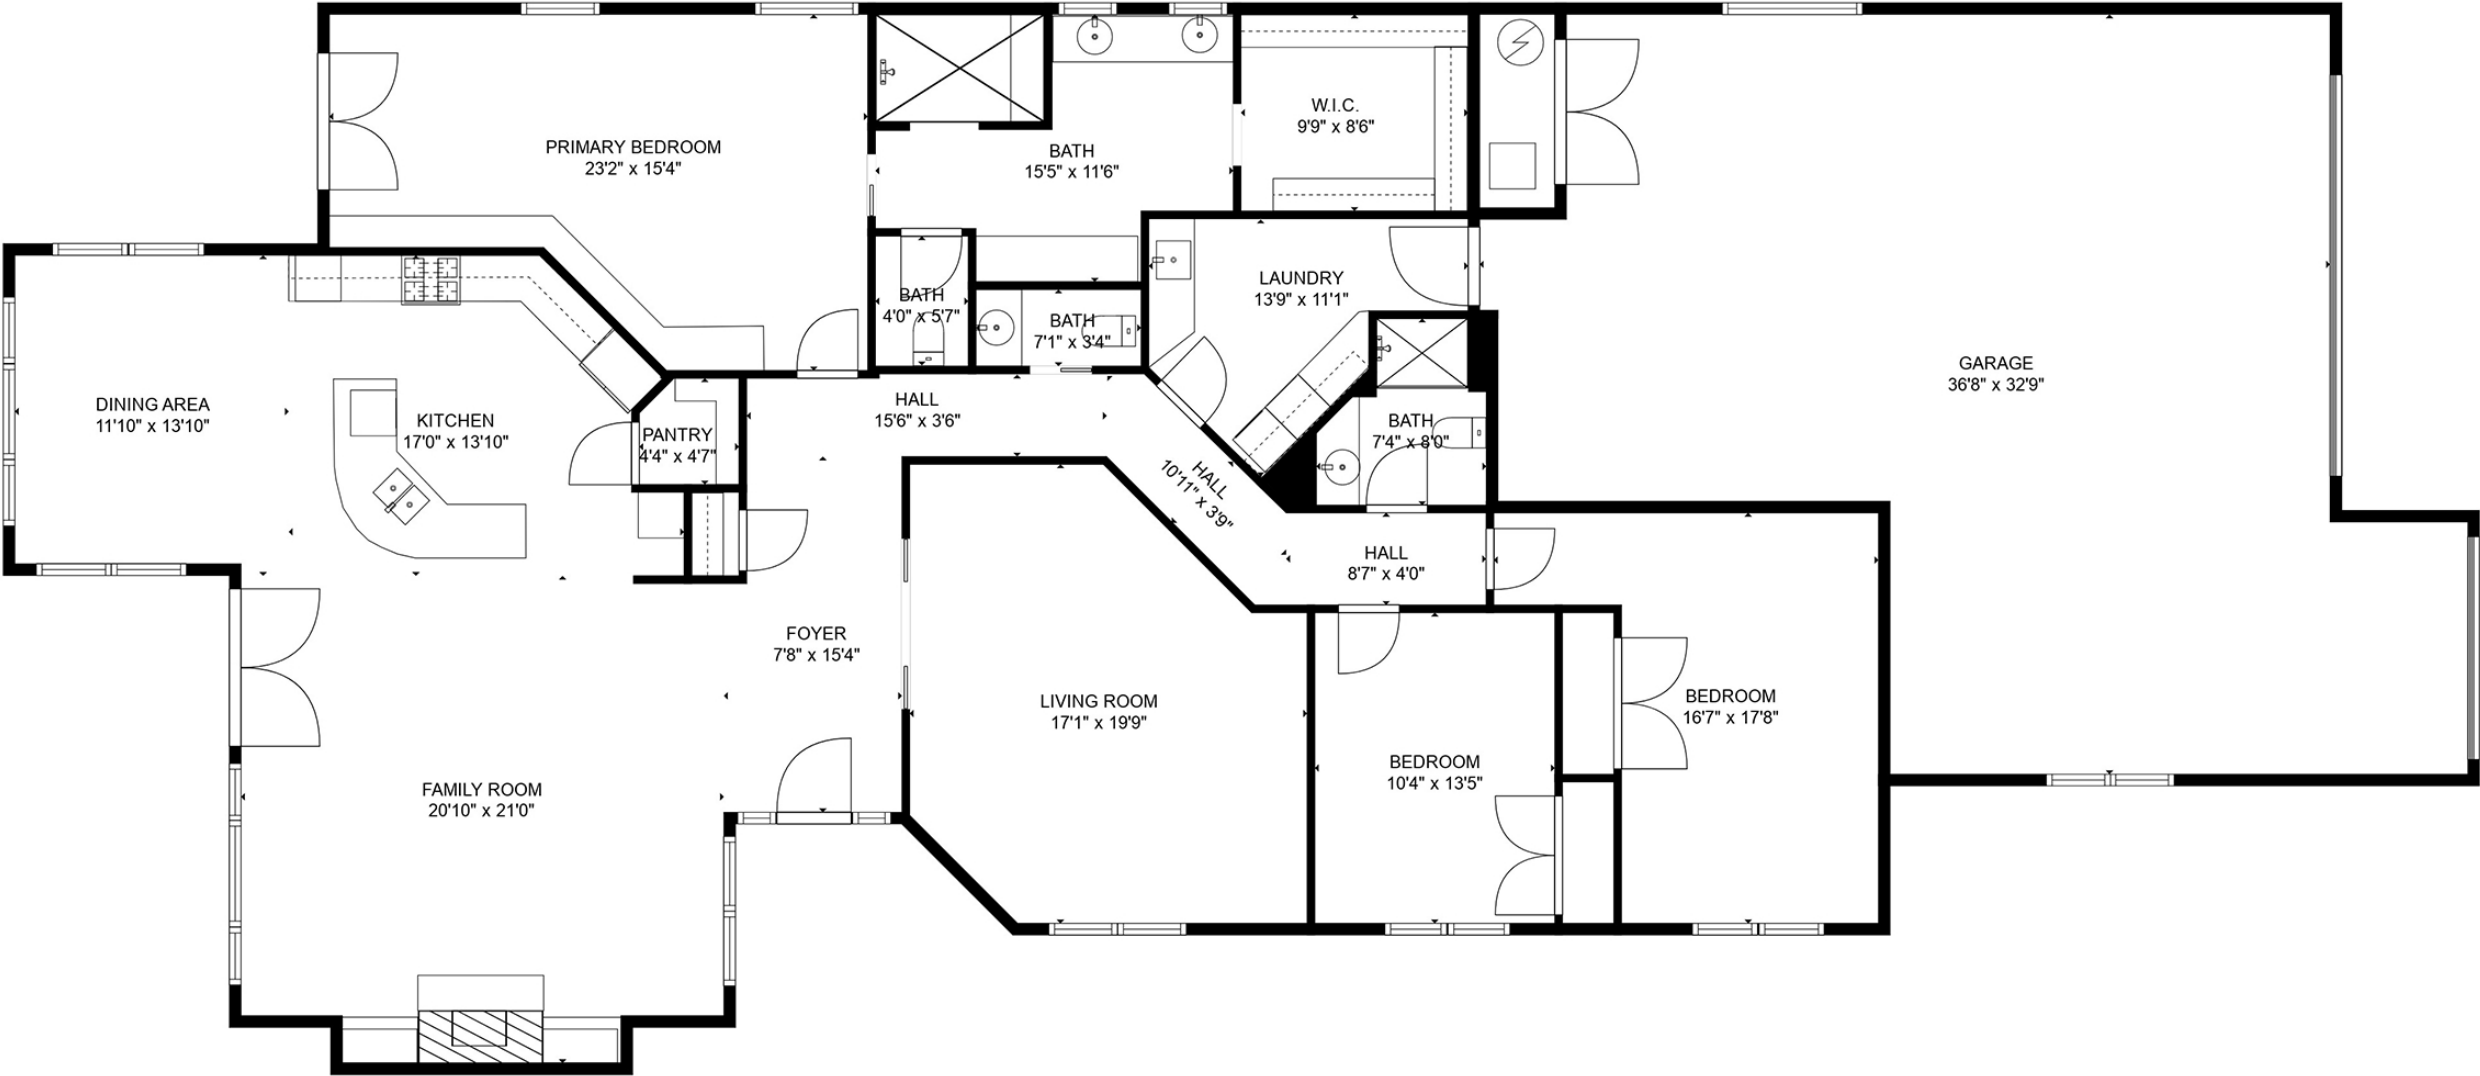 PRIMARY BEDROOM
23'2" x 15'4"
BATH
15'5" x 11'6"
W.I.C.
9'9" x 8'6"
BATH
4'0" x 5'7"
BATH
7'1" x 3'4"
LAUNDRY
13'9" x 11'1"
GARAGE
36'8" x 32'9"
DINING AREA
11'10" x 13'10"
KITCHEN
17'0" x 13'10"
PANTRY
4'4" x 4'7"
HALL
15'6" x 3'6"
BATH
7'4" x 8'0"
HALL
10'11" x 3'9"
HALL
8'7" x 4'0"
FOYER
7'8" x 15'4"
LIVING ROOM
17'1" x 19'9"
BEDROOM
16'7" x 17'8"
BEDROOM
10'4" x 13'5"
FAMILY ROOM
20'10" x 21'0"